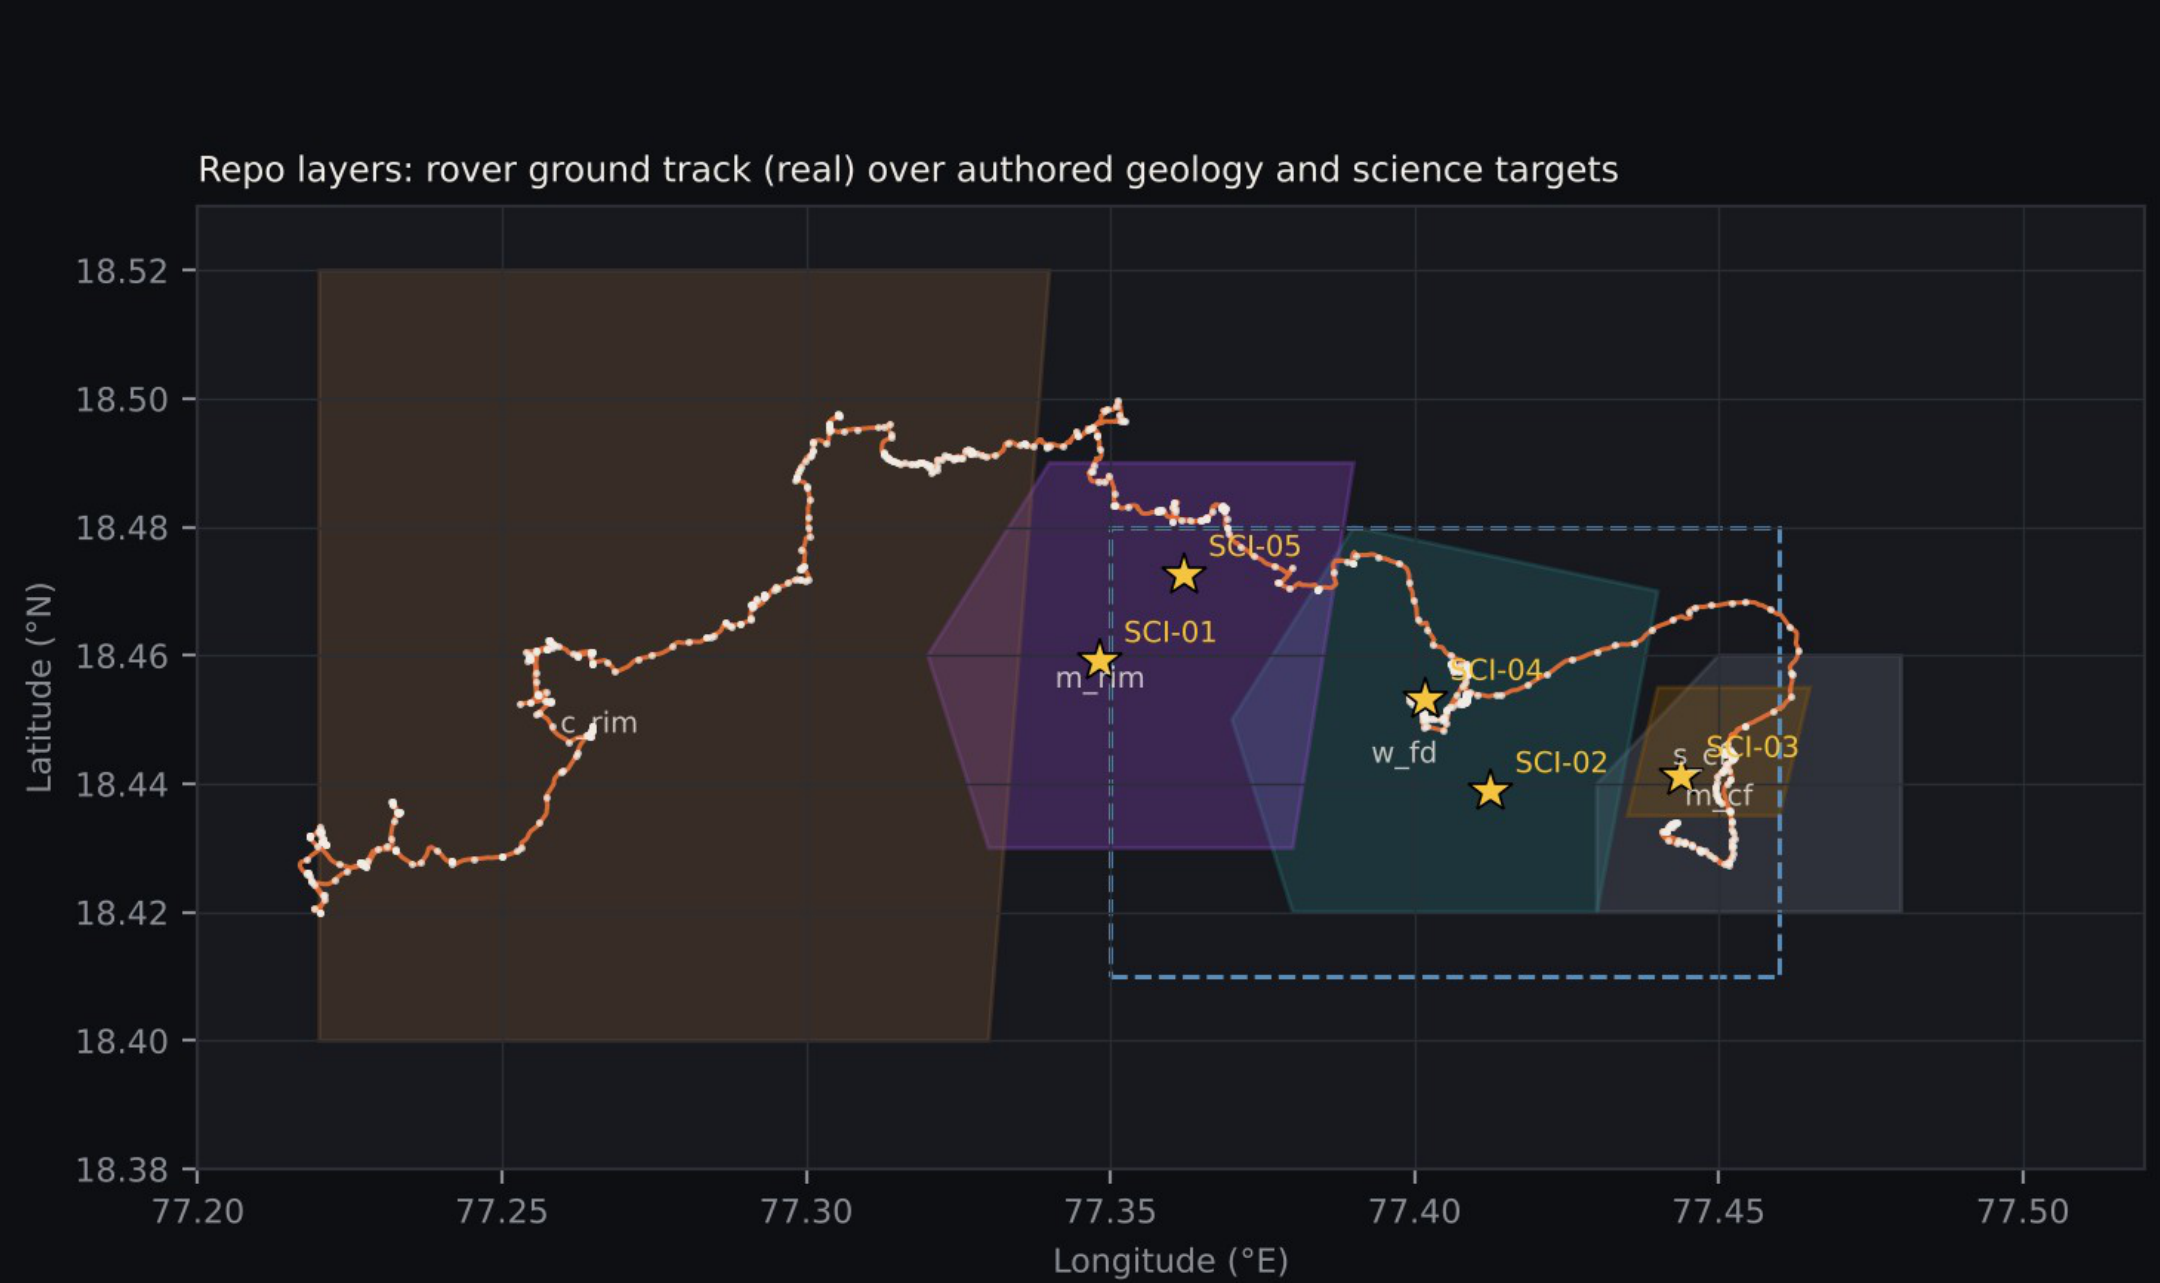 Repo layers: rover ground track (real) over authored geology and science targets
18.52
18.50
18.48
18.46
18.44
18.42
18.40
18.38
Latitude (°N)
SCI-05
SCI-01
m_rim
SCI-04
c_rim
w_fd
SCI-02
SCI-03
m_cf
77.20
77.25
77.30
77.35
77.40
77.45
77.50
Longitude (°E)